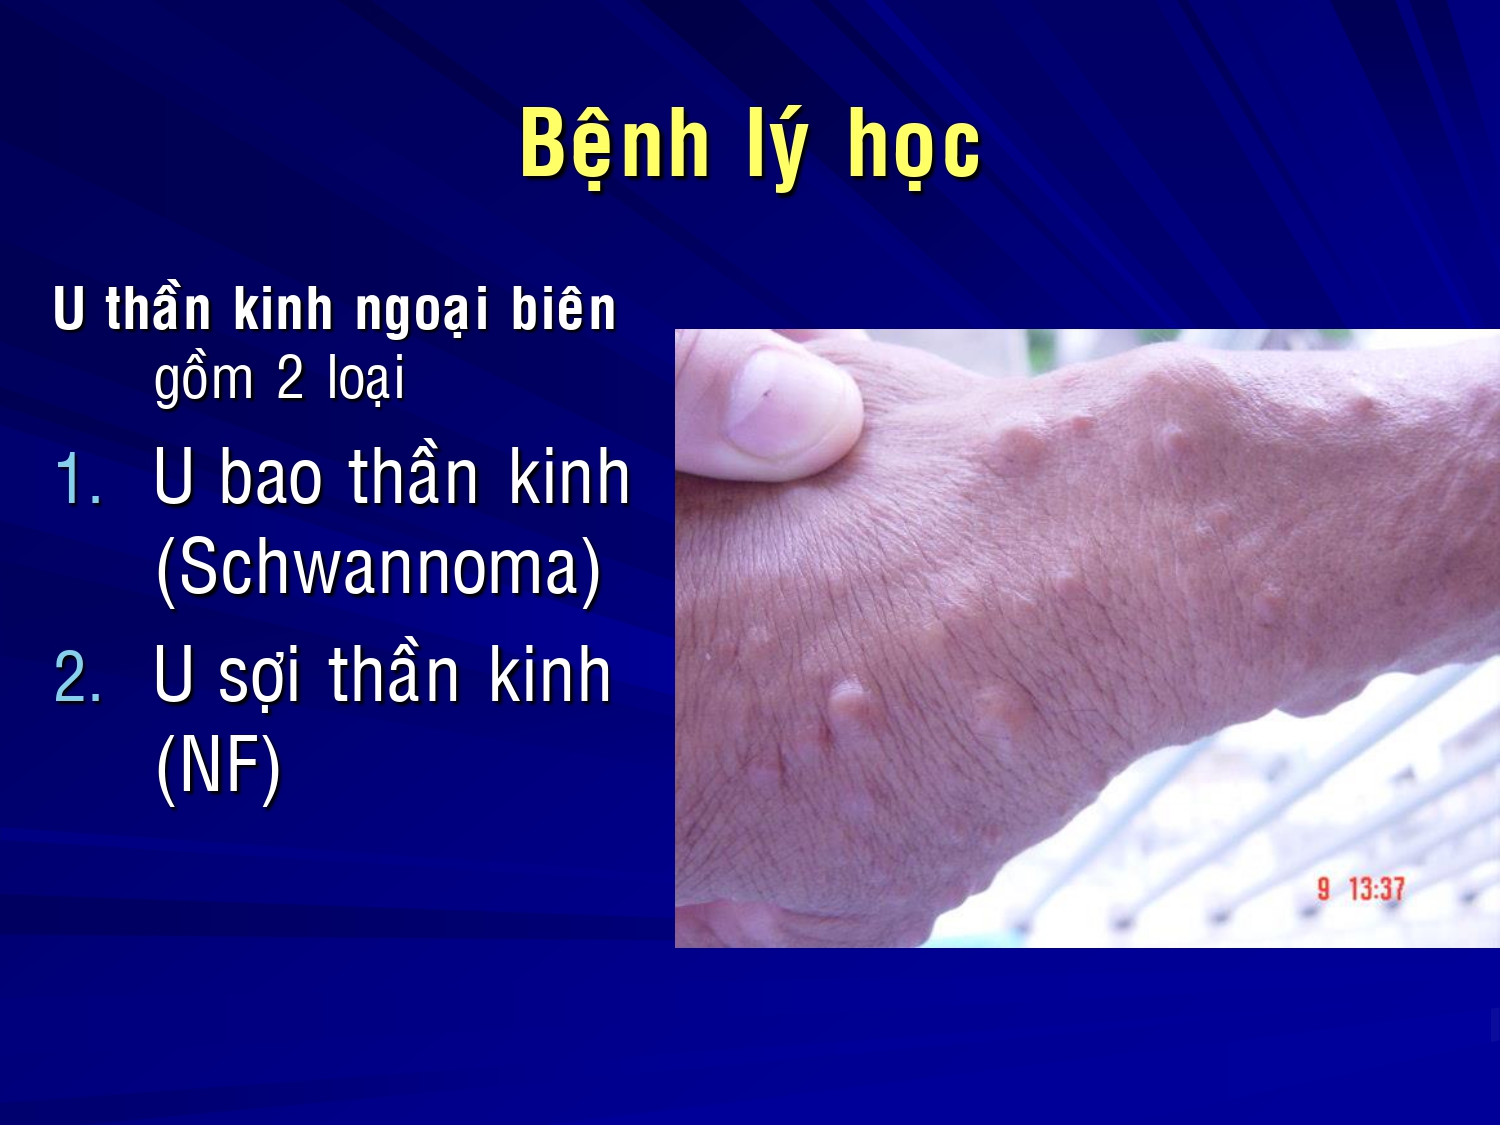 Bệnh lý học
U thần kinh ngoại biên
gồm 2 loại
1. U bao thần kinh
(Schwannoma)
2. U sợi thần kinh
(NF)
9 13:37